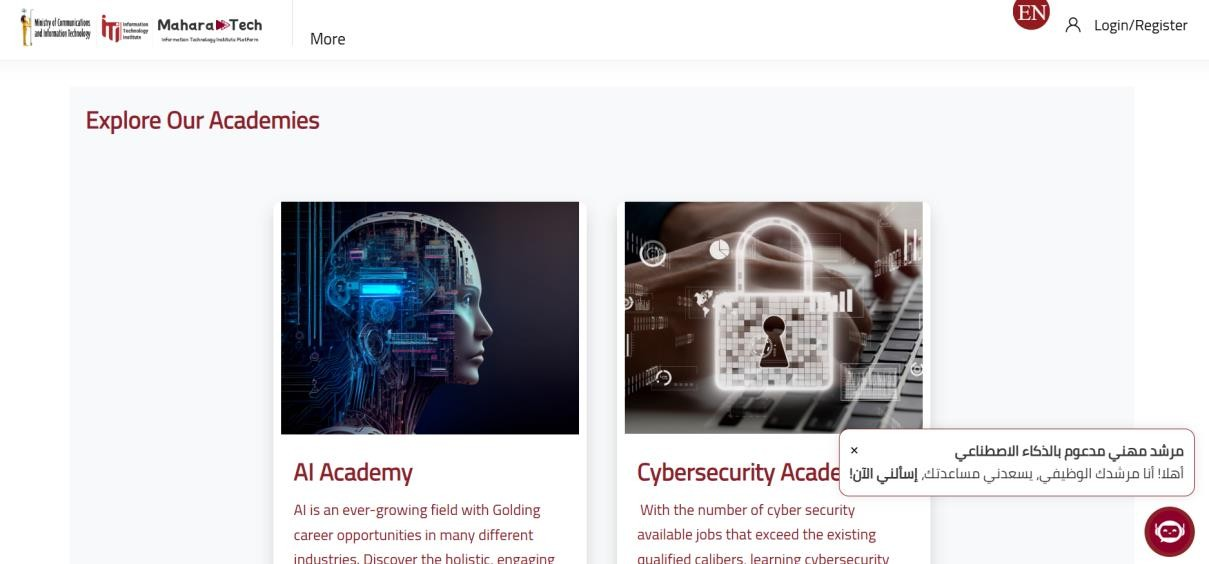 Ministry of Communications
and Information Technology
iTi
Information
Technology
Institute
MaharaTech
Information Technology Institute Platform
More
EN
Login/Register
Explore Our Academies
AI Academy
AI is an ever-growing field with Golding
career opportunities in many different
industries. Discover the holistic, engaging
Cybersecurity Acade
With the number of cyber security
available jobs that exceed the existing
qualified calibers, learning cybersecurity
مرشد مهني مدعوم بالذكاء الاصطناعي ×
أهلا! أنا مرشدك الوظيفي, يسعدني مساعدتك, إسألني الآن!